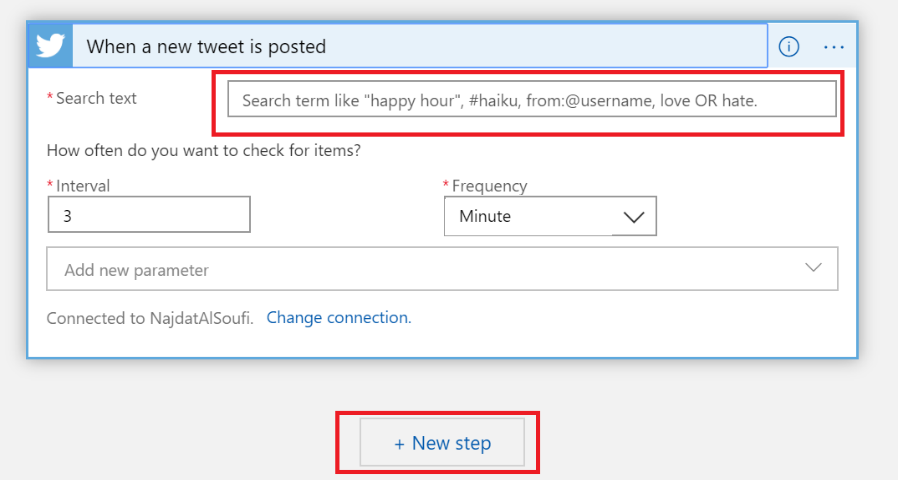 When a new tweet is posted
* Search text
Search term like "happy hour", #haiku, from:@username, love OR hate.
How often do you want to check for items?
* Interval * Frequency
3 Minute
Add new parameter
Connected to NajdatAlSoufi. Change connection.
+ New step